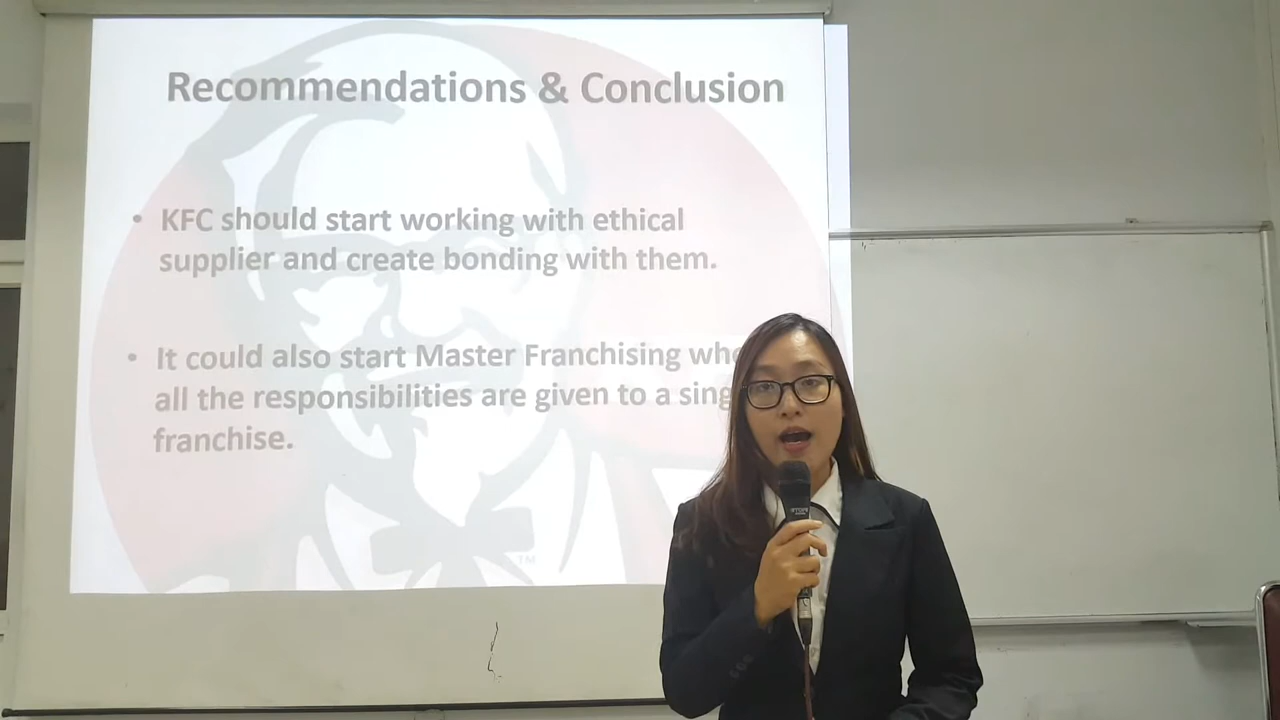 Recommendations & Conclusion
• KFC should start working with ethical
supplier and create bonding with them.
• It could also start Master Franchising
all the responsibilities are given to a
franchise.
TM